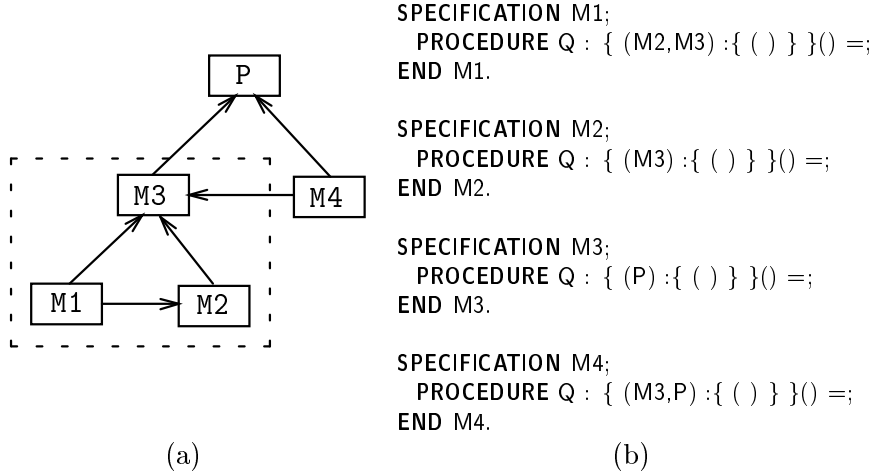 P
M3
M4
M1
M2
(a)
SPECIFICATION M1;
PROCEDURE Q : { (M2,M3) :{ ( ) } }() =;
END M1.
SPECIFICATION M2;
PROCEDURE Q : { (M3) :{ ( ) } }() =;
END M2.
SPECIFICATION M3;
PROCEDURE Q : { (P) :{ ( ) } }() =;
END M3.
SPECIFICATION M4;
PROCEDURE Q : { (M3,P) :{ ( ) } }() =;
END M4.
(b)